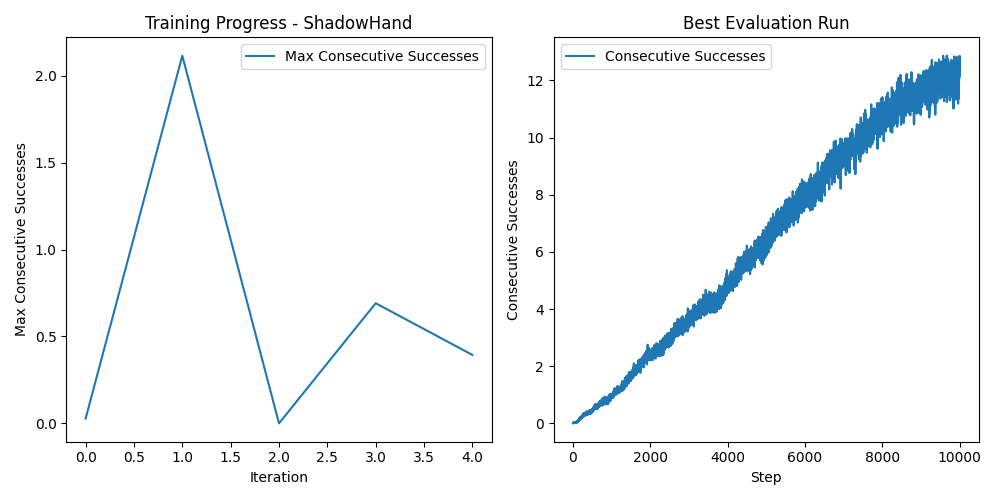 Training Progress - ShadowHand
Max Consecutive Successes
Max Consecutive Successes
2.0
1.5
1.0
0.5
0.0
0.0 0.5 1.0 1.5 2.0 2.5 3.0 3.5 4.0
Iteration
Best Evaluation Run
Consecutive Successes
Consecutive Successes
12
10
8
6
4
2
0
0 2000 4000 6000 8000 10000
Step